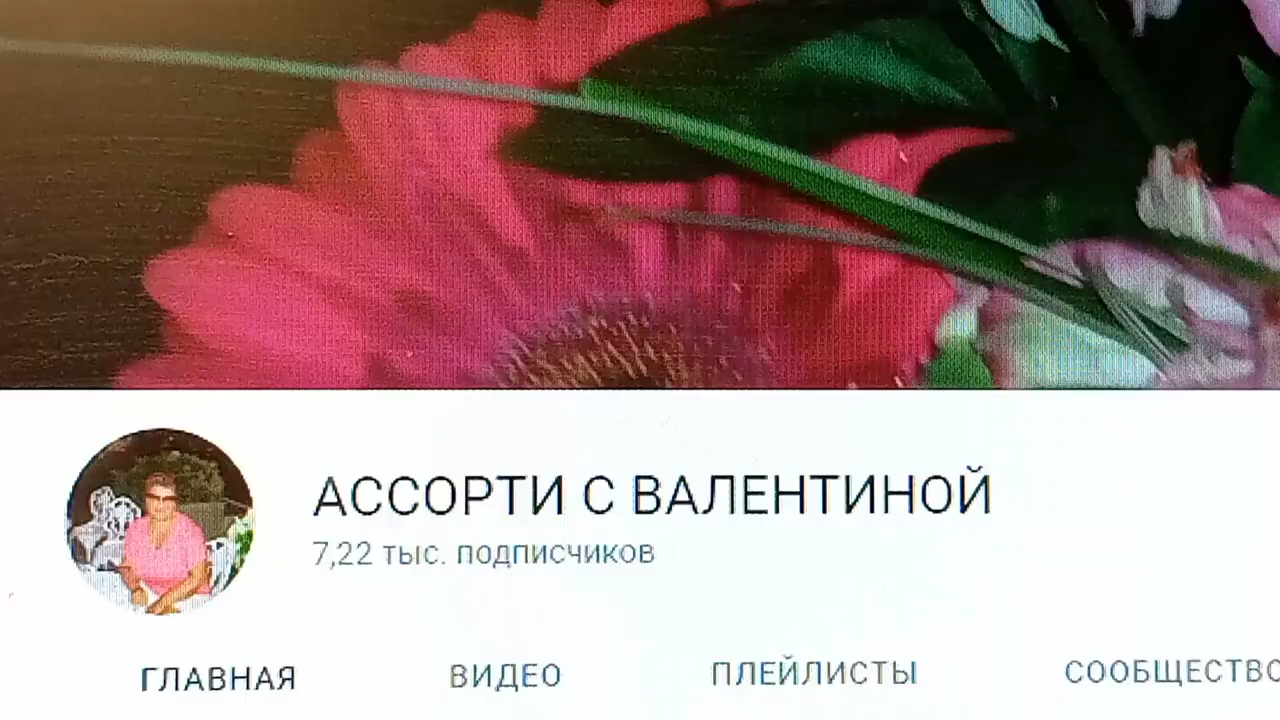 АССОРТИ С ВАЛЕНТИНОЙ
7,22 тыс. подписчиков
ГЛАВНАЯ ВИДЕО ПЛЕЙЛИСТЫ СООБЩЕСТВО